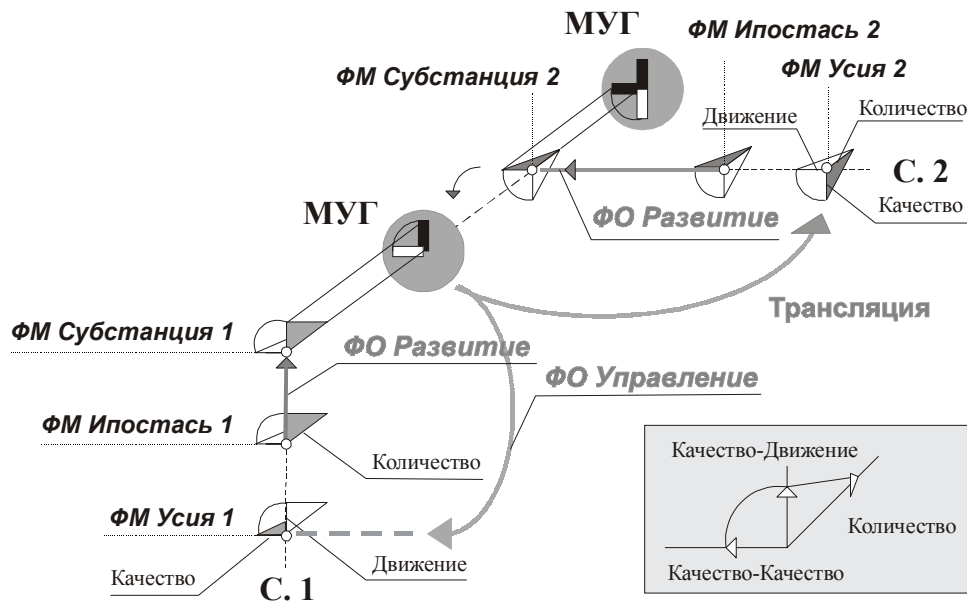 МУГ
ФМ Ипостась 2
ФМ Субстанция 2
ФМ Усия 2
Количество
Движение
С. 2
Качество
ФО Развитие
МУГ
Трансляция
ФМ Субстанция 1
ФО Развитие
ФО Управление
ФМ Ипостась 1
Количество
ФМ Усия 1
Движение
Качество
С. 1
Качество-Движение
Количество
Качество-Качество